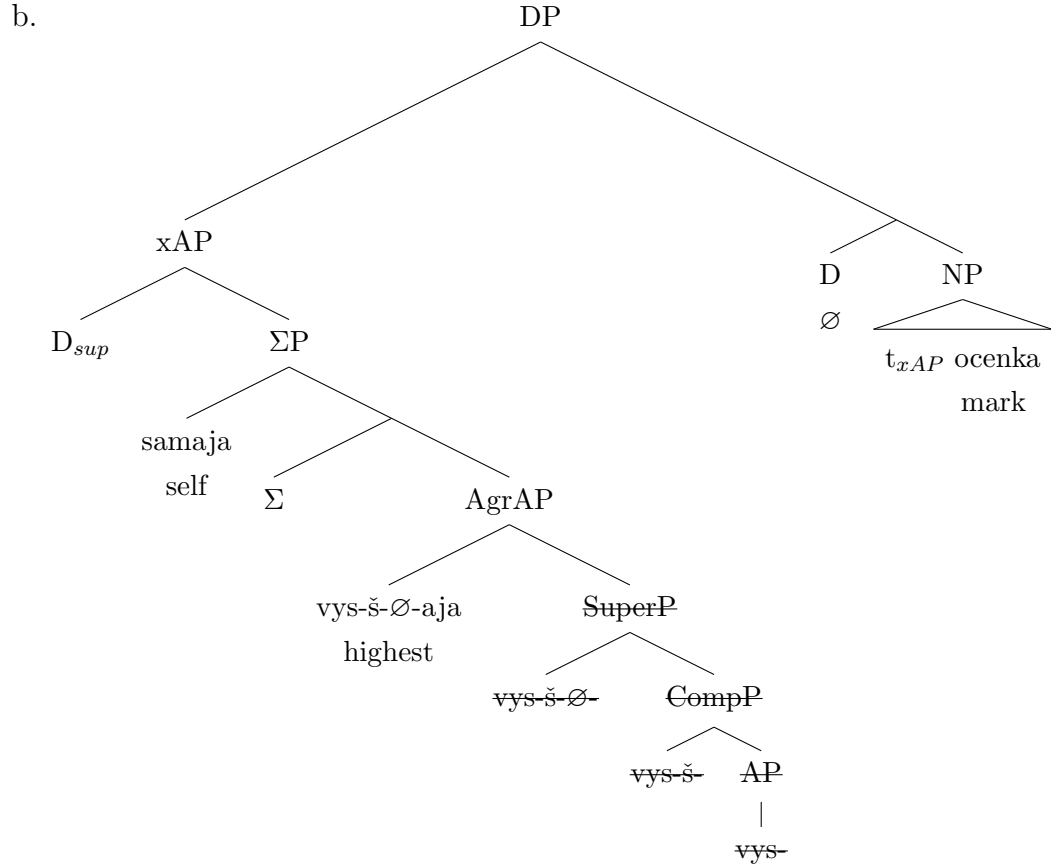 b.
DP
xAP
D NP
∅
D_sup ΣP
t_xAP ocenka
mark
samaja
self
Σ AgrAP
vys-š-∅-aja SuperP
highest
vys-š-∅- CompP
vys-š- AP
vys-